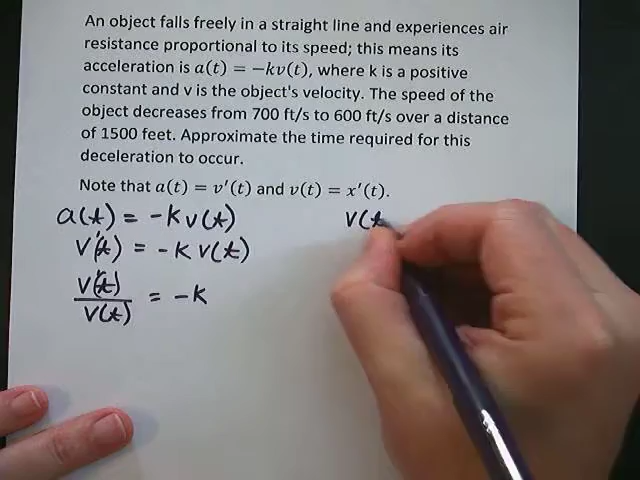 An object falls freely in a straight line and experiences air
resistance proportional to its speed; this means its
acceleration is a(t) = −kv(t), where k is a positive
constant and v is the object's velocity. The speed of the
object decreases from 700 ft/s to 600 ft/s over a distance
of 1500 feet. Approximate the time required for this
deceleration to occur.
Note that a(t) = v′(t) and v(t) = x′(t).
a(t) = -k v(t)
v'(t) = -k v(t)
v'(t)/v(t) = -k
v(t